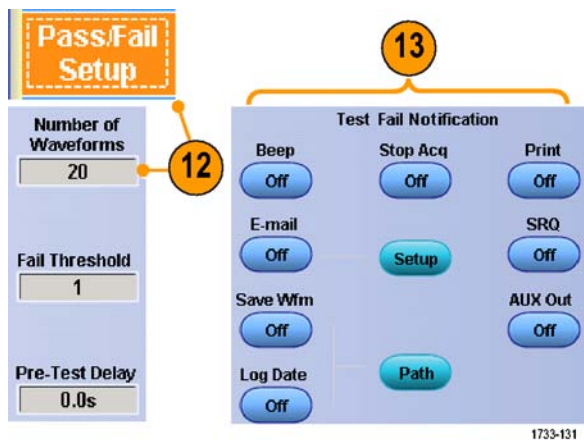 Pass/Fail
Setup
12
Number of
Waveforms
20
Fail Threshold
1
Pre-Test Delay
0.0s
13
Test Fail Notification
Beep
Stop Acq
Print
Off
Off
Off
E-mail
SRQ
Off
Setup
Off
Save Wfm
AUX Out
Off
Off
Log Date
Path
Off
1733-131